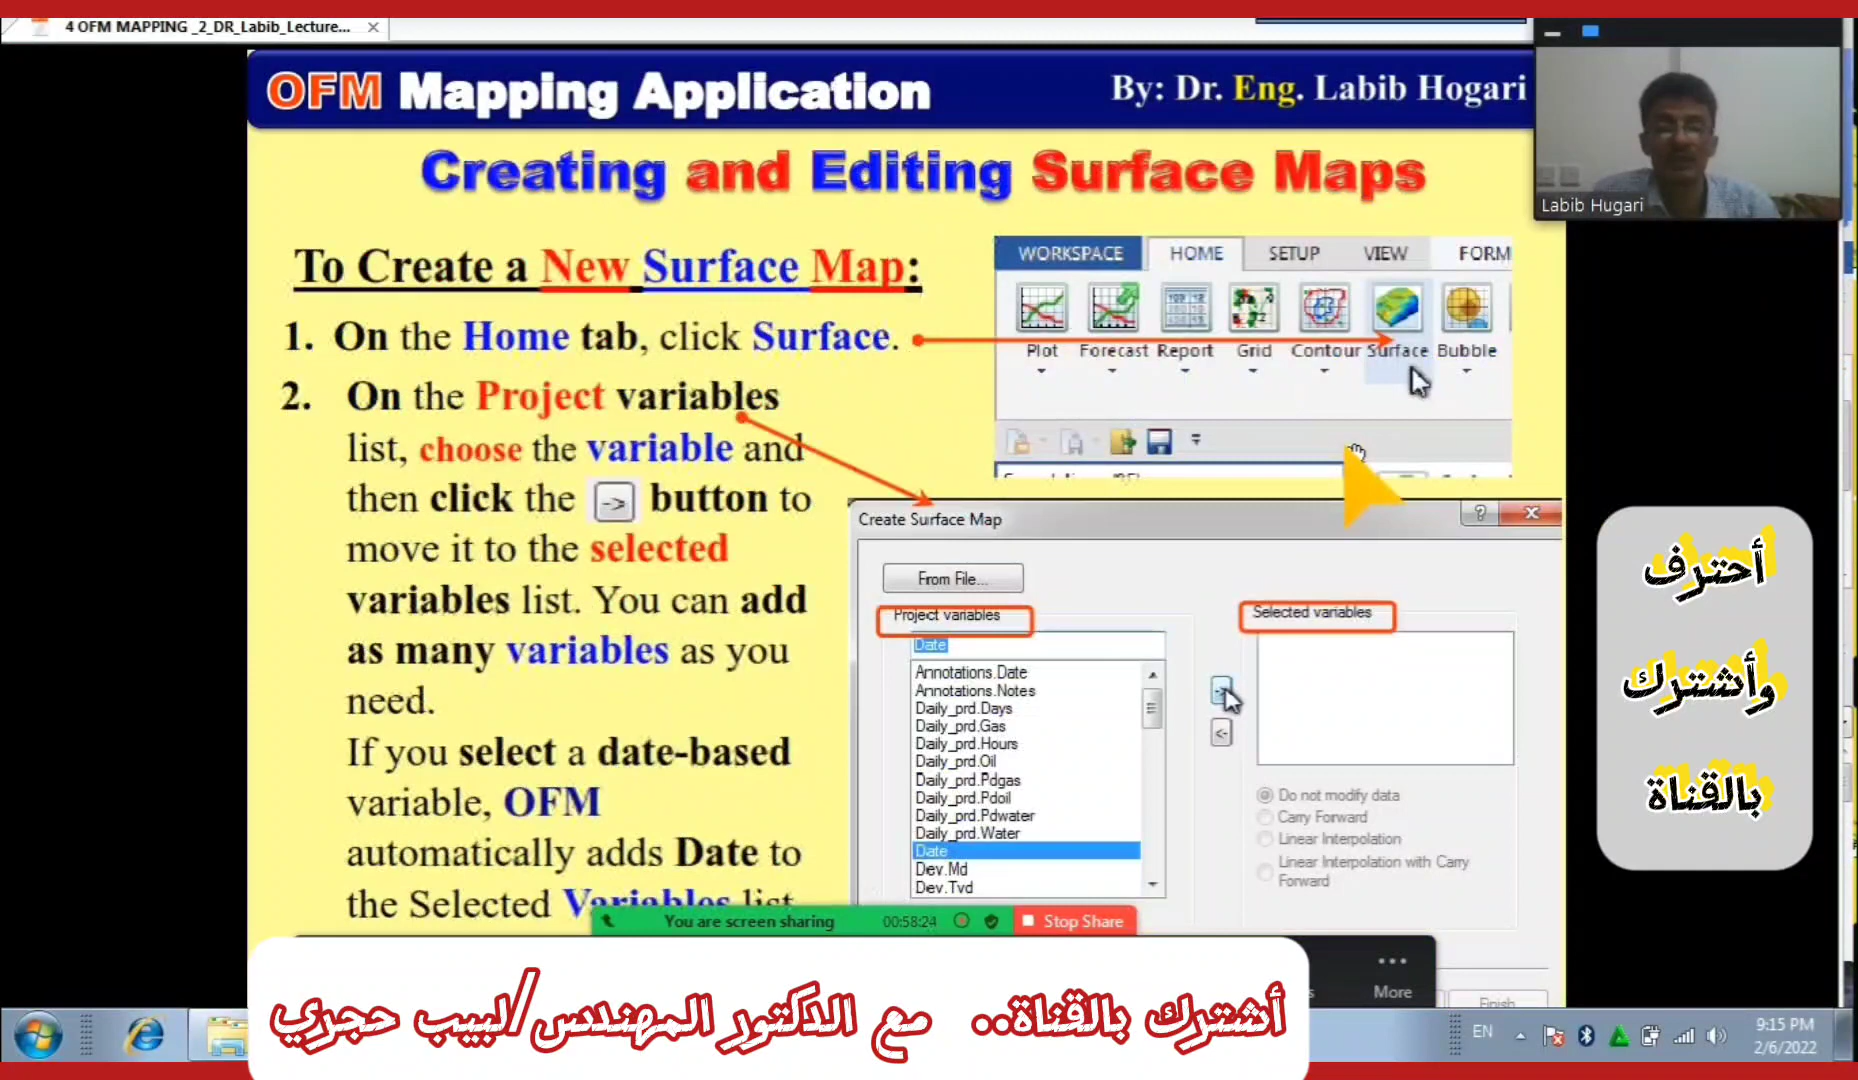 4 OFM MAPPING _2_DR_Labib_Lecture...
OFM Mapping Application
By: Dr. Eng. Labib Hogari
Labib Hugari
Creating and Editing Surface Maps
To Create a New Surface Map:
1. On the Home tab, click Surface.
2. On the Project variables
list, choose the variable and
then click the -> button to
move it to the selected
variables list. You can add
as many variables as you
need.
If you select a date-based
variable, OFM
automatically adds Date to
the Selected Variables list
WORKSPACE HOME SETUP VIEW FORM
Plot Forecast Report Grid Contour Surface Bubble
Create Surface Map
From File...
Project variables
Date
Annotations.Date
Annotations.Notes
Daily_prd.Days
Daily_prd.Gas
Daily_prd.Hours
Daily_prd.Oil
Daily_prd.Pdgas
Daily_prd.Pdoil
Daily_prd.Pdwater
Daily_prd.Water
Date
Dev.Md
Dev.Tvd
->
<-
Selected variables
Do not modify data
Carry Forward
Linear Interpolation
Linear Interpolation with Carry
Forward
Finish
أحترف
وأشترك
بالقناة
You are screen sharing 00:58:24 Stop Share
More
أشترك بالقناة.. مع الدكتور المهندس/لبيب حجري
EN
9:15 PM
2/6/2022